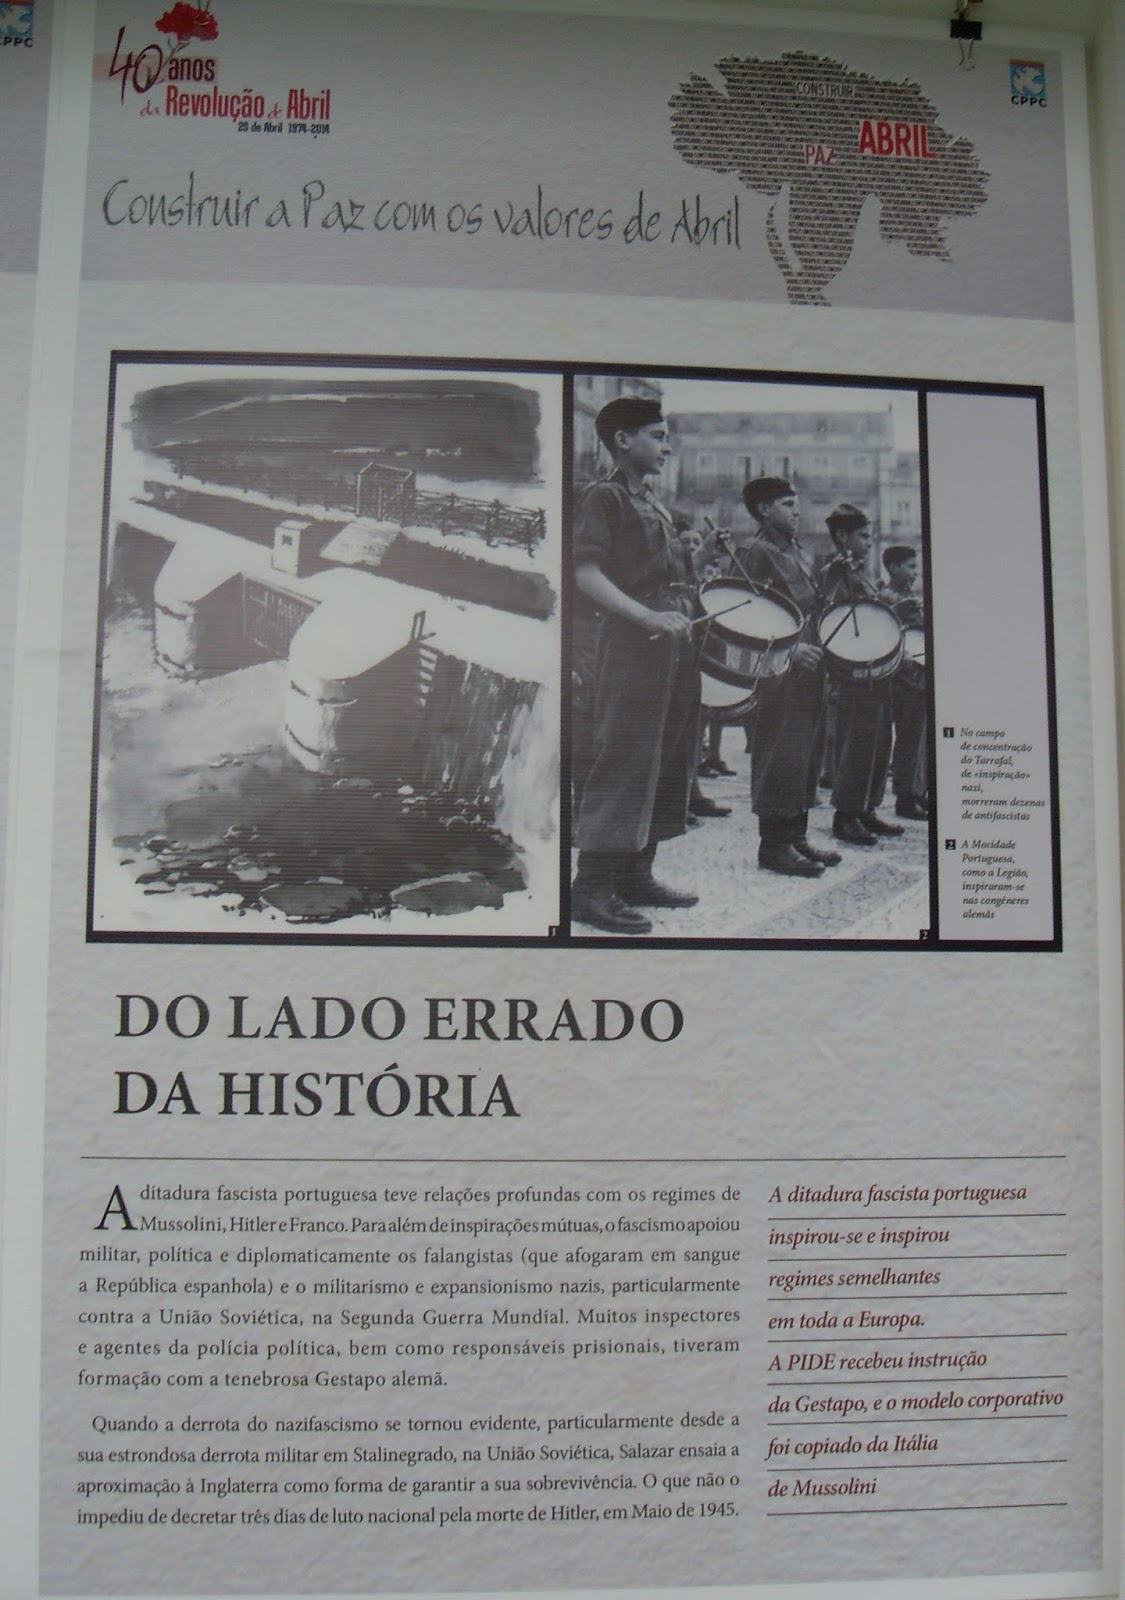 CPPC
40 anos
da Revolução de Abril
25 de Abril 1974-2014
CONSTRUIR
PAZ ABRIL
CPPC
Construir a Paz com os valores de Abril
1 No campo
de concentração
do Tarrafal,
de «inspiração»
nazi,
morreram dezenas
de antifascistas
2 A Mocidade
Portuguesa,
como a Legião,
inspiraram-se
nas congéneres
alemãs
1
2
DO LADO ERRADO
DA HISTÓRIA
A ditadura fascista portuguesa teve relações profundas com os regimes de
Mussolini, Hitler e Franco. Para além de inspirações mútuas, o fascismo apoiou
militar, política e diplomaticamente os falangistas (que afogaram em sangue
a República espanhola) e o militarismo e expansionismo nazis, particularmente
contra a União Soviética, na Segunda Guerra Mundial. Muitos inspectores
e agentes da polícia política, bem como responsáveis prisionais, tiveram
formação com a tenebrosa Gestapo alemã.
Quando a derrota do nazifascismo se tornou evidente, particularmente desde a
sua estrondosa derrota militar em Stalinegrado, na União Soviética, Salazar ensaia a
aproximação à Inglaterra como forma de garantir a sua sobrevivência. O que não o
impediu de decretar três dias de luto nacional pela morte de Hitler, em Maio de 1945.
A ditadura fascista portuguesa
inspirou-se e inspirou
regimes semelhantes
em toda a Europa.
A PIDE recebeu instrução
da Gestapo, e o modelo corporativo
foi copiado da Itália
de Mussolini